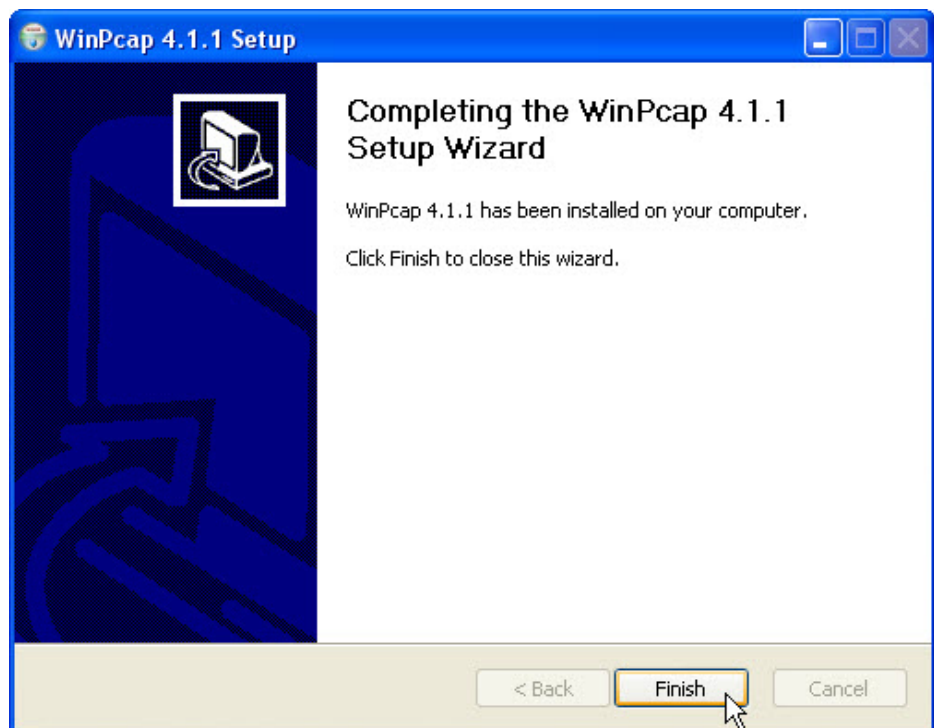 WinPcap 4.1.1 Setup
Completing the WinPcap 4.1.1
Setup Wizard
WinPcap 4.1.1 has been installed on your computer.
Click Finish to close this wizard.
< Back
Finish
Cancel